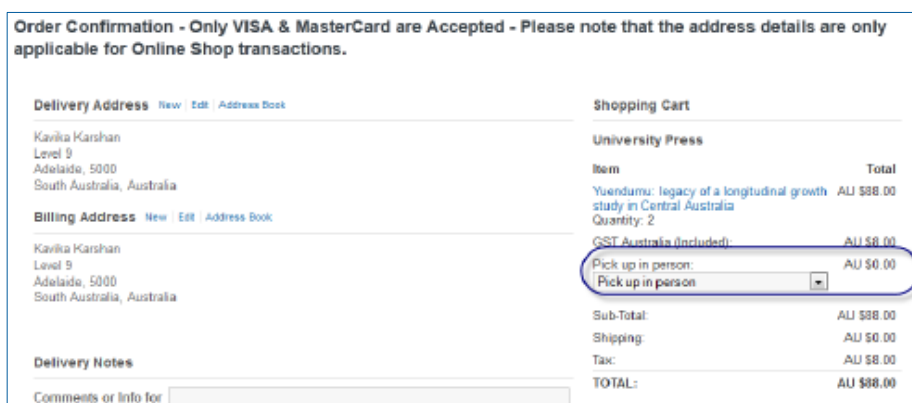 Order Confirmation - Only VISA & MasterCard are Accepted - Please note that the address details are only
applicable for Online Shop transactions.
Delivery Address New Edit Address Book
Kavika Karshan
Level 9
Adelaide, 5000
South Australia, Australia
Billing Address New Edit Address Book
Kavika Karshan
Level 9
Adelaide, 5000
South Australia, Australia
Delivery Notes
Comments or Info for
Shopping Cart
University Press
Item Total
Yuendumu: legacy of a longitudinal growth AU $88.00
study in Central Australia
Quantity: 2
GST Australia (Included): AU $8.00
Pick up in person: AU $0.00
Pick up in person
Sub-Total: AU $88.00
Shipping: AU $0.00
Tax: AU $8.00
TOTAL: AU $88.00